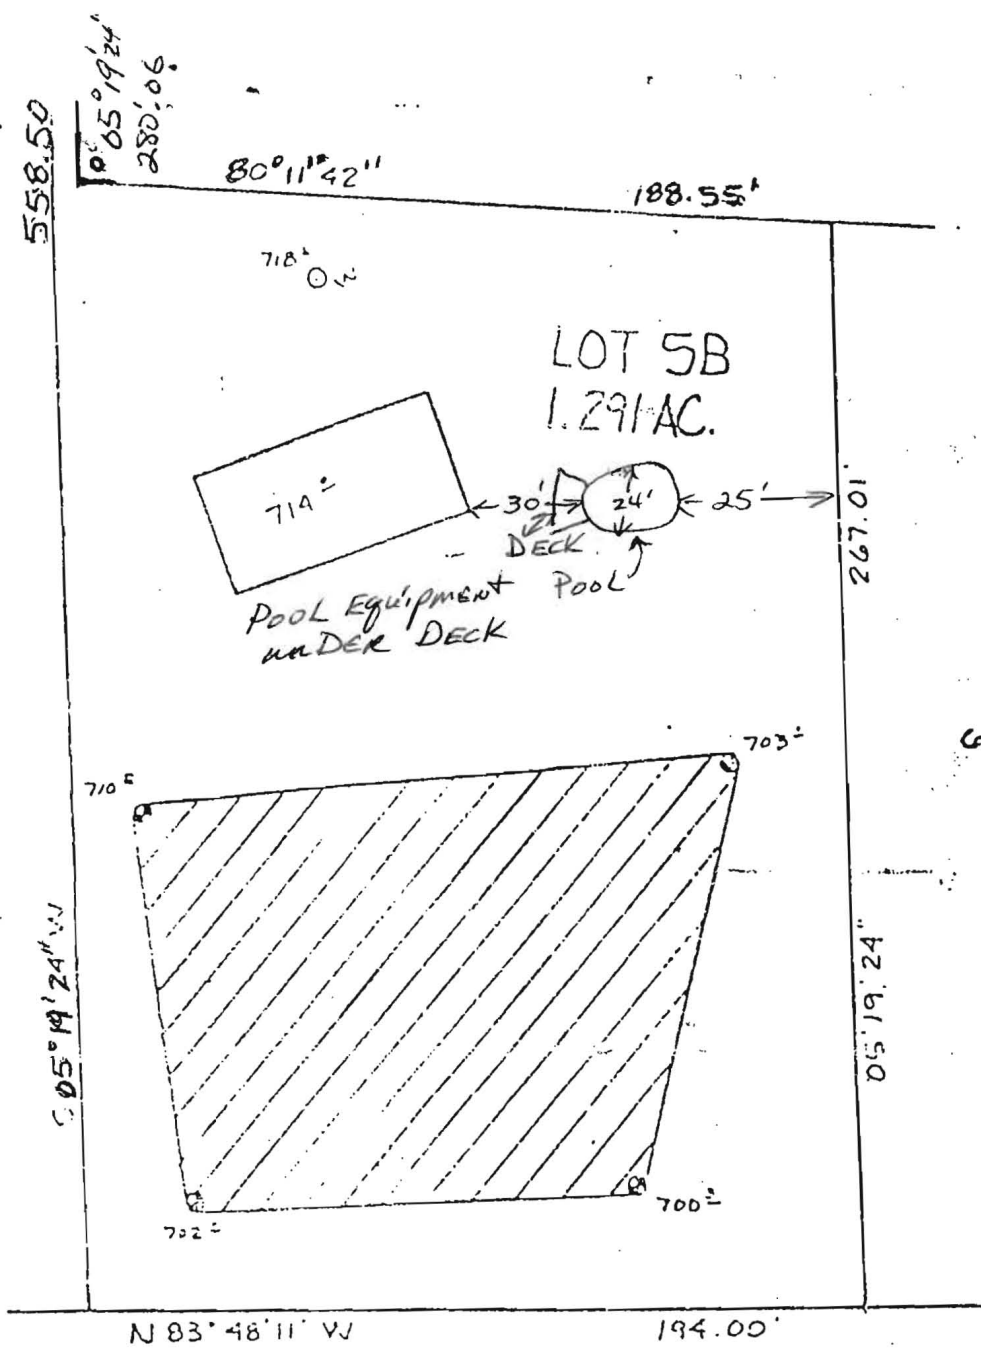 558.50
05°19'24"
280.06
80°11'42"
188.55'
718±
LOT 5B
1.291 AC.
714±
30'
24'
25'
DECK
POOL
POOL EQUIPMENT
UNDER DECK
267.01'
703±
710±
S 05°19'24" W
05°19'24"
702±
700±
N 83°48'11" W
194.00'